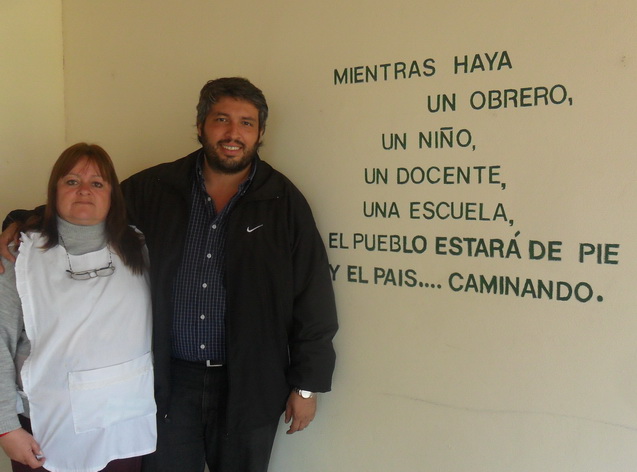 MIENTRAS HAYA
UN OBRERO,
UN NIÑO,
UN DOCENTE,
UNA ESCUELA,
EL PUEBLO ESTARÁ DE PIE
Y EL PAIS.... CAMINANDO.